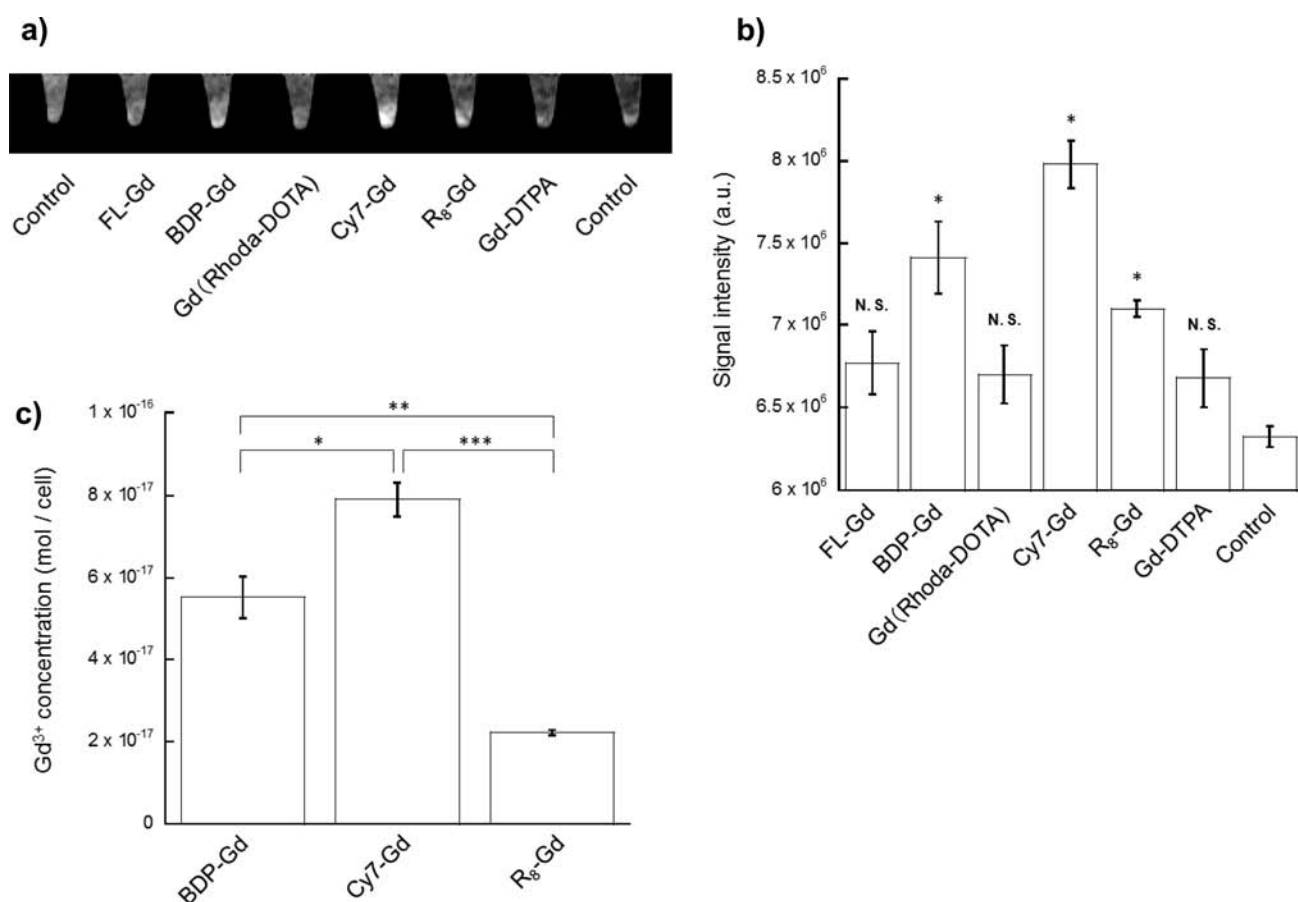 a)
Control
FL-Gd
BDP-Gd
Gd(Rhoda-DOTA)
Cy7-Gd
R₈-Gd
Gd-DTPA
Control
b)
Signal intensity (a.u.)
8.5 x 10⁶
8 x 10⁶
7.5 x 10⁶
7 x 10⁶
6.5 x 10⁶
6 x 10⁶
N. S.
*
N. S.
*
*
N. S.
FL-Gd
BDP-Gd
Gd(Rhoda-DOTA)
Cy7-Gd
R₈-Gd
Gd-DTPA
Control
c)
Gd³⁺ concentration (mol / cell)
1 x 10⁻¹⁶
8 x 10⁻¹⁷
6 x 10⁻¹⁷
4 x 10⁻¹⁷
2 x 10⁻¹⁷
0
**
*
***
BDP-Gd
Cy7-Gd
R₈-Gd